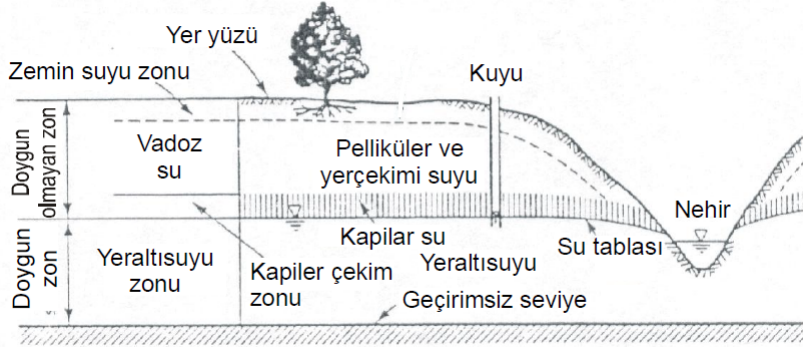 Yer yüzü
Zemin suyu zonu
Kuyu
Doygun
olmayan zon
Vadoz
su
Pelliküler ve
yerçekimi suyu
Nehir
Kapilar su
Su tablası
Doygun
zon
Yeraltısuyu
zonu
Kapiler çekim
zonu
Yeraltısuyu
Geçirimsiz seviye